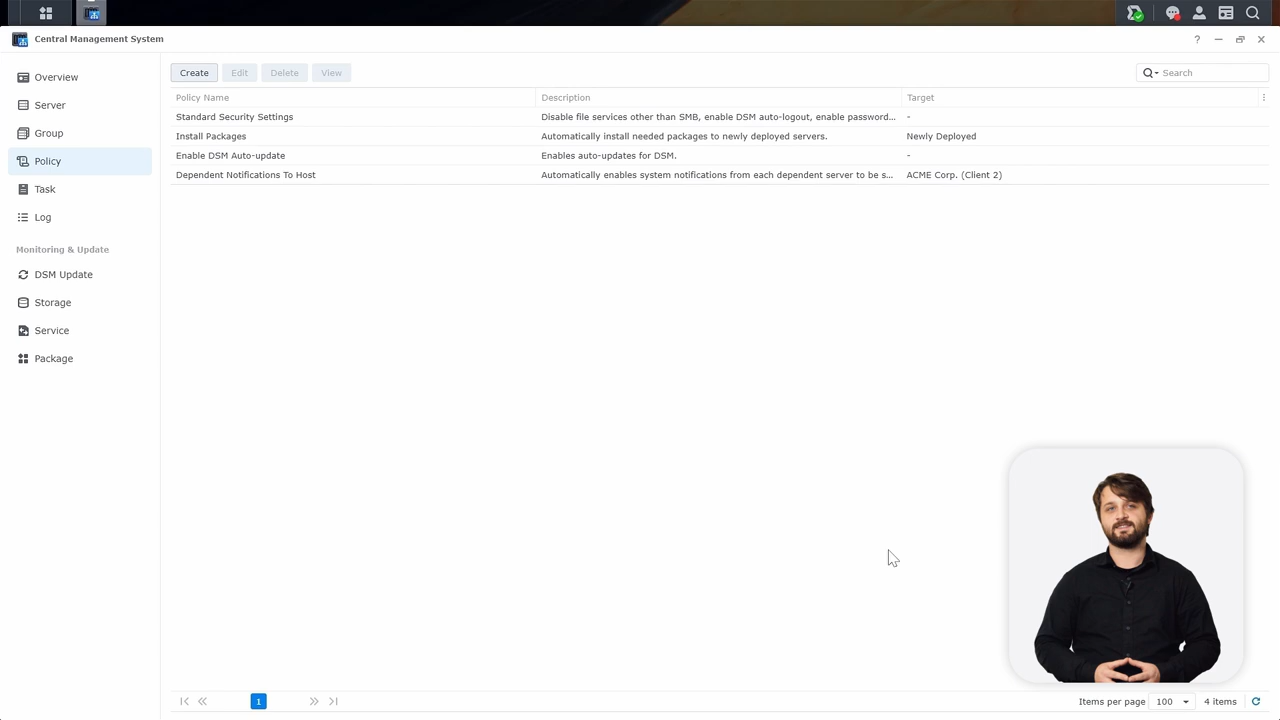 Central Management System
?
Overview
Server
Group
Policy
Task
Log
Monitoring & Update
DSM Update
Storage
Service
Package
Create Edit Delete View
Search
Policy Name Description Target
Standard Security Settings Disable file services other than SMB, enable DSM auto-logout, enable password... -
Install Packages Automatically install needed packages to newly deployed servers. Newly Deployed
Enable DSM Auto-update Enables auto-updates for DSM. -
Dependent Notifications To Host Automatically enables system notifications from each dependent server to be s... ACME Corp. (Client 2)
1
Items per page 100 4 items